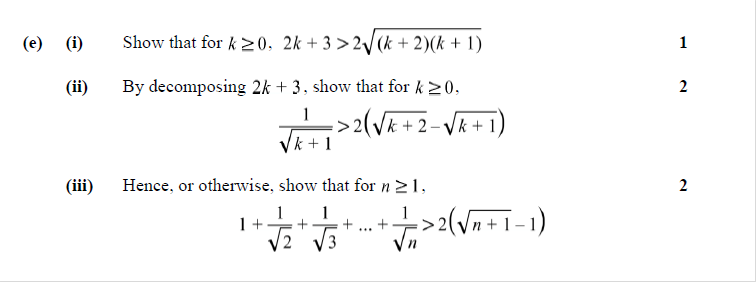 (e) (i) Show that for k ≥ 0, 2k + 3 > 2√((k + 2)(k + 1)) 1
(ii) By decomposing 2k + 3, show that for k ≥ 0, 2
1/√(k + 1) > 2(√(k + 2) − √(k + 1))
(iii) Hence, or otherwise, show that for n ≥ 1, 2
1 + 1/√2 + 1/√3 + ... + 1/√n > 2(√(n + 1) − 1)